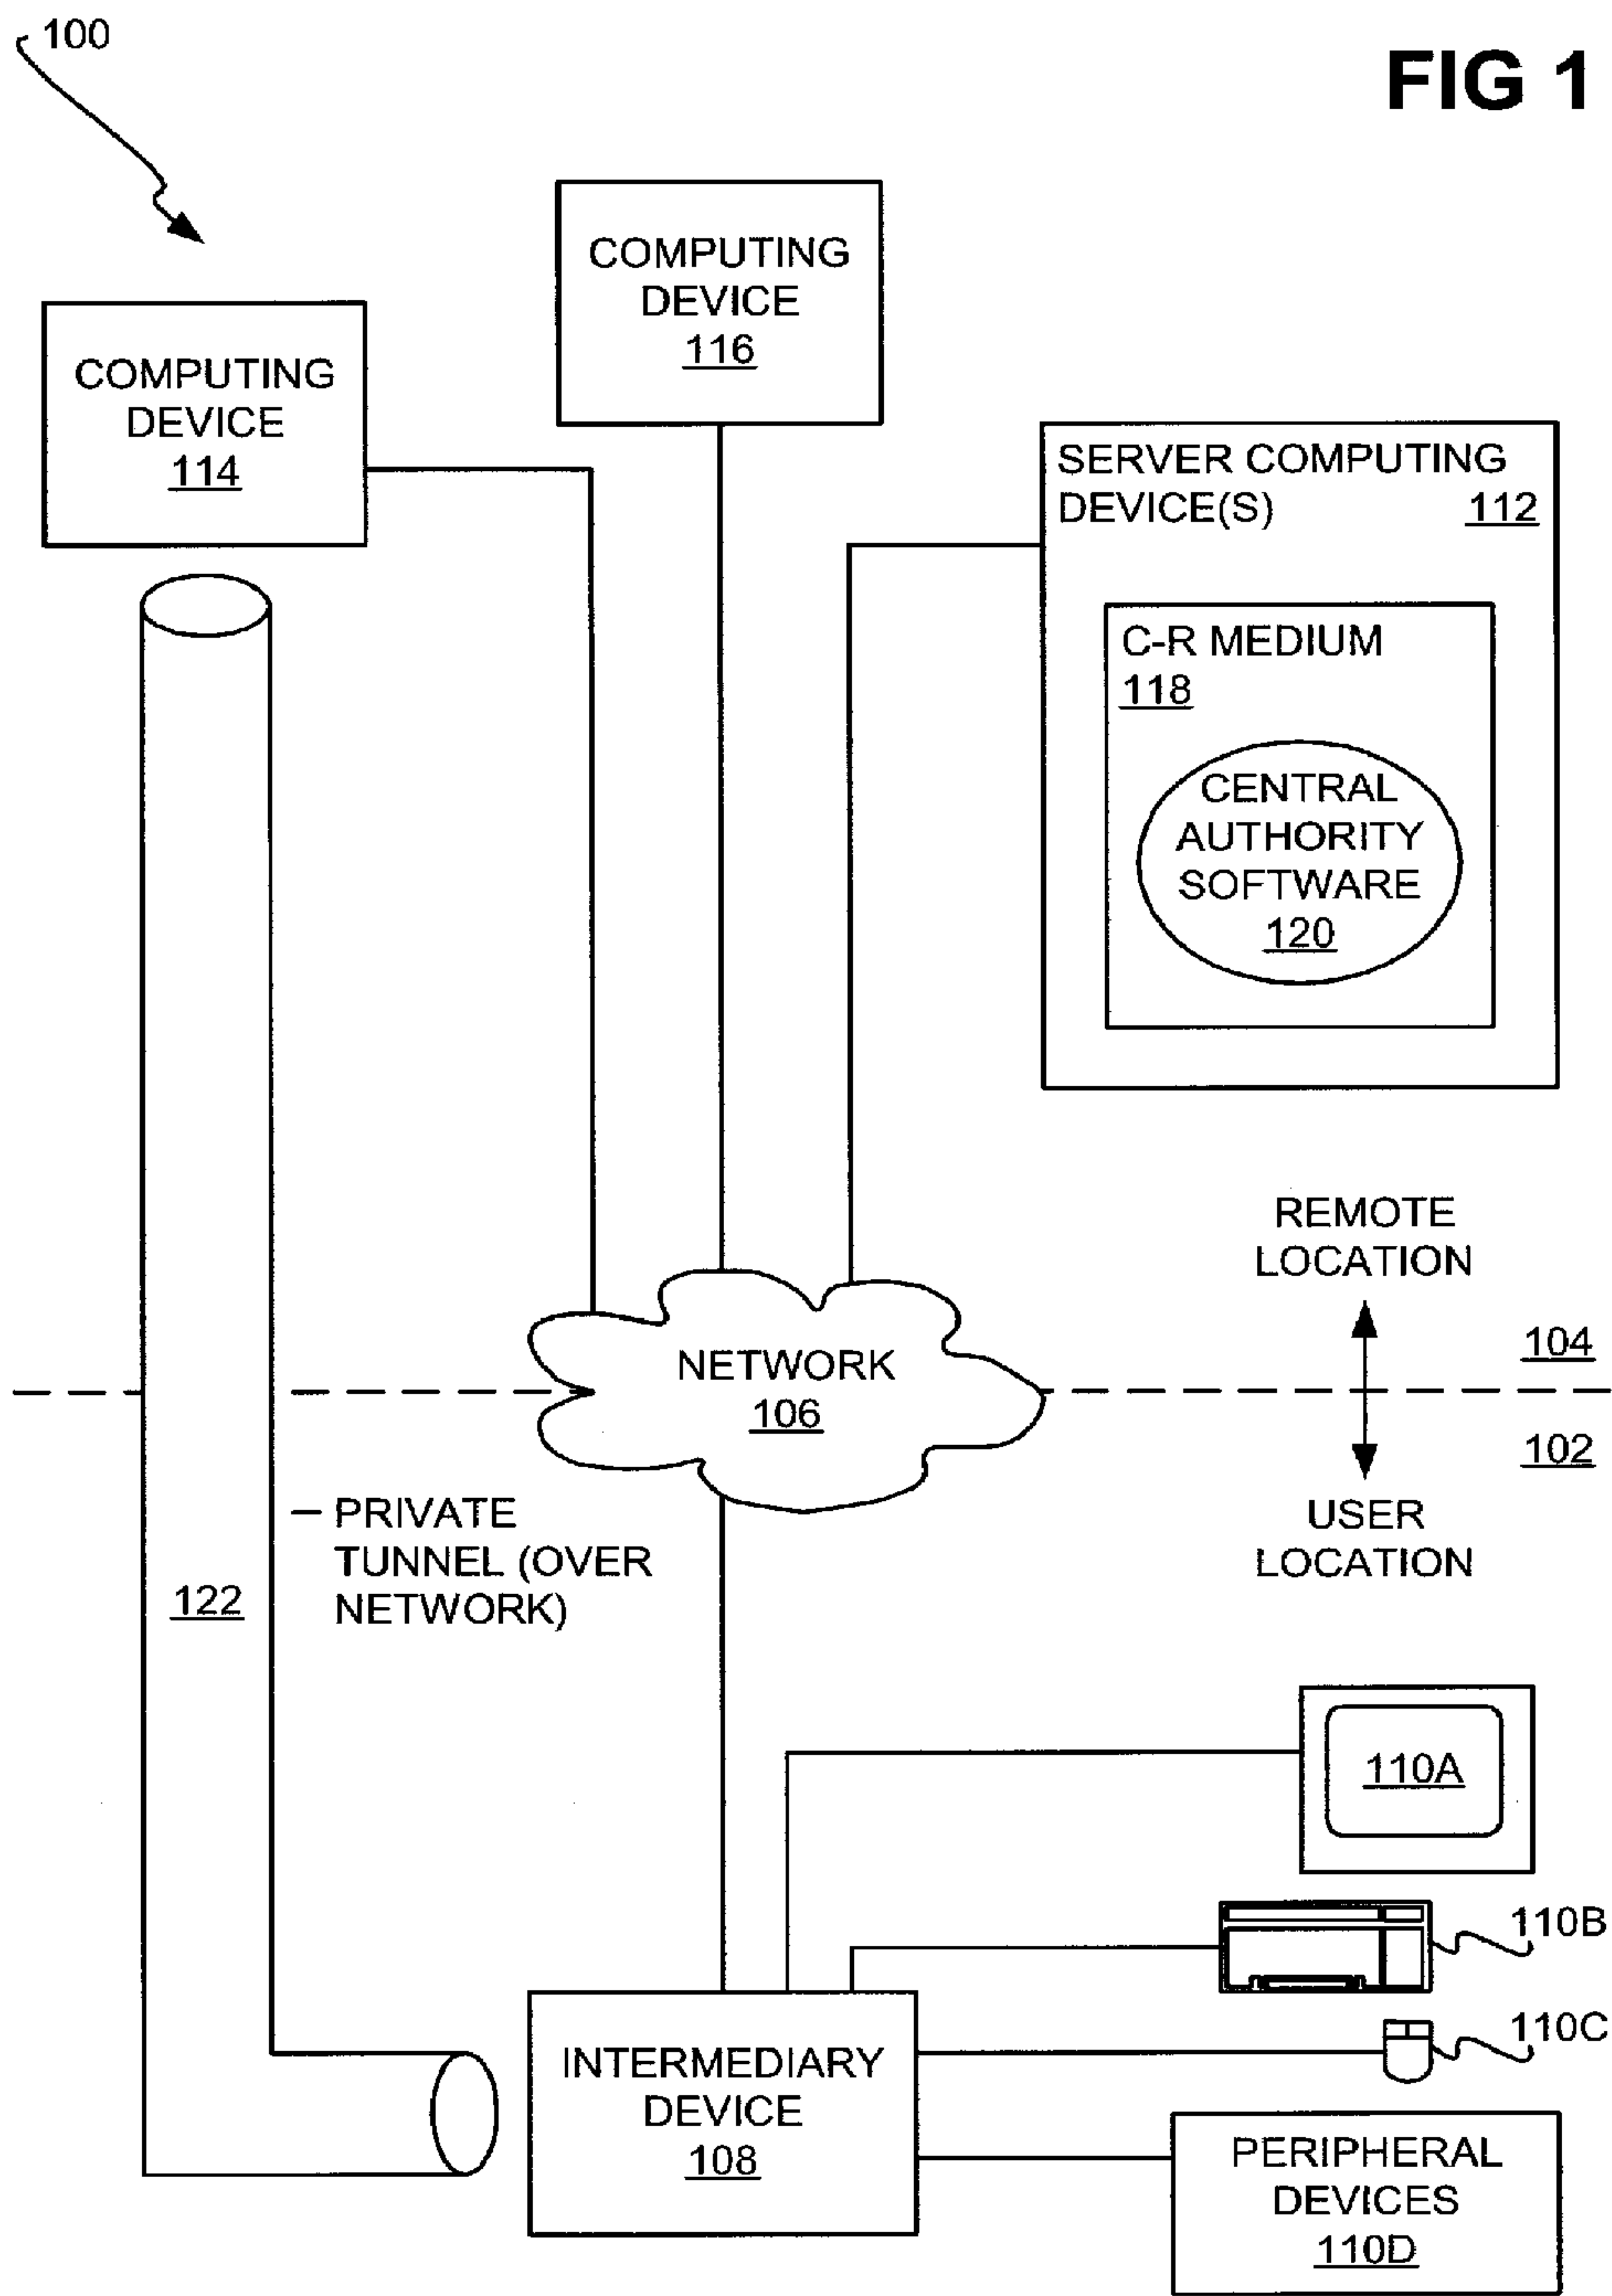 100
FIG 1
COMPUTING
DEVICE
116
COMPUTING
DEVICE
114
SERVER COMPUTING
DEVICE(S)
112
C-R MEDIUM
118
CENTRAL
AUTHORITY
SOFTWARE
120
REMOTE
LOCATION
104
NETWORK
106
102
USER
LOCATION
PRIVATE
TUNNEL (OVER
NETWORK)
122
110A
110B
110C
INTERMEDIARY
DEVICE
108
PERIPHERAL
DEVICES
110D